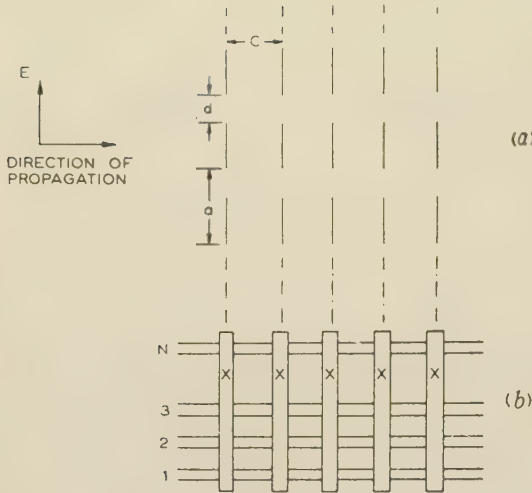 C
E
d
(a)
DIRECTION OF
PROPAGATION
a
N
X X X X X
3
(b)
2
1